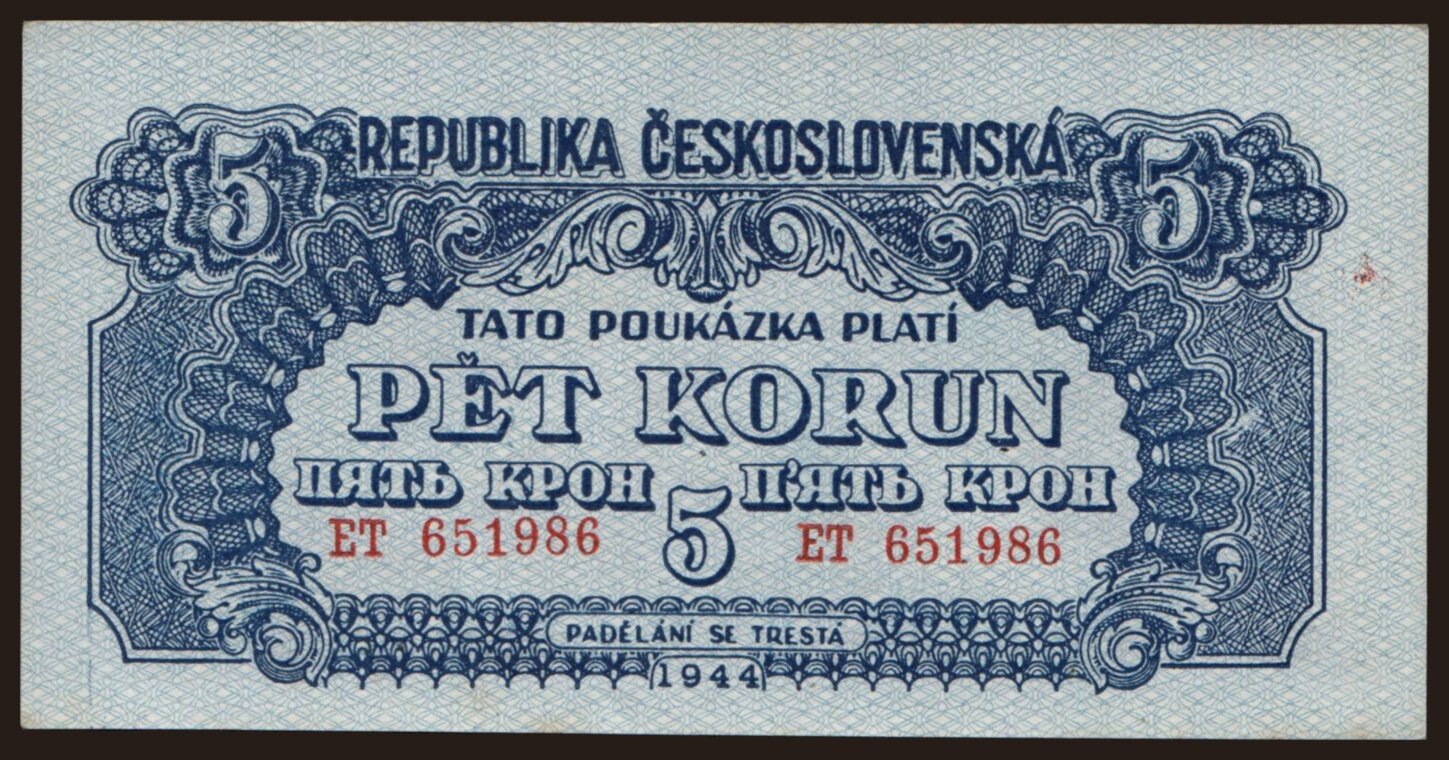 REPUBLIKA ČESKOSLOVENSKÁ
5 5
TATO POUKÁZKA PLATÍ
PĚT KORUN
ПЯТЬ КРОН П'ЯТЬ КРОН
5
ET 651986 ET 651986
PADĚLÁNÍ SE TRESTÁ
1944